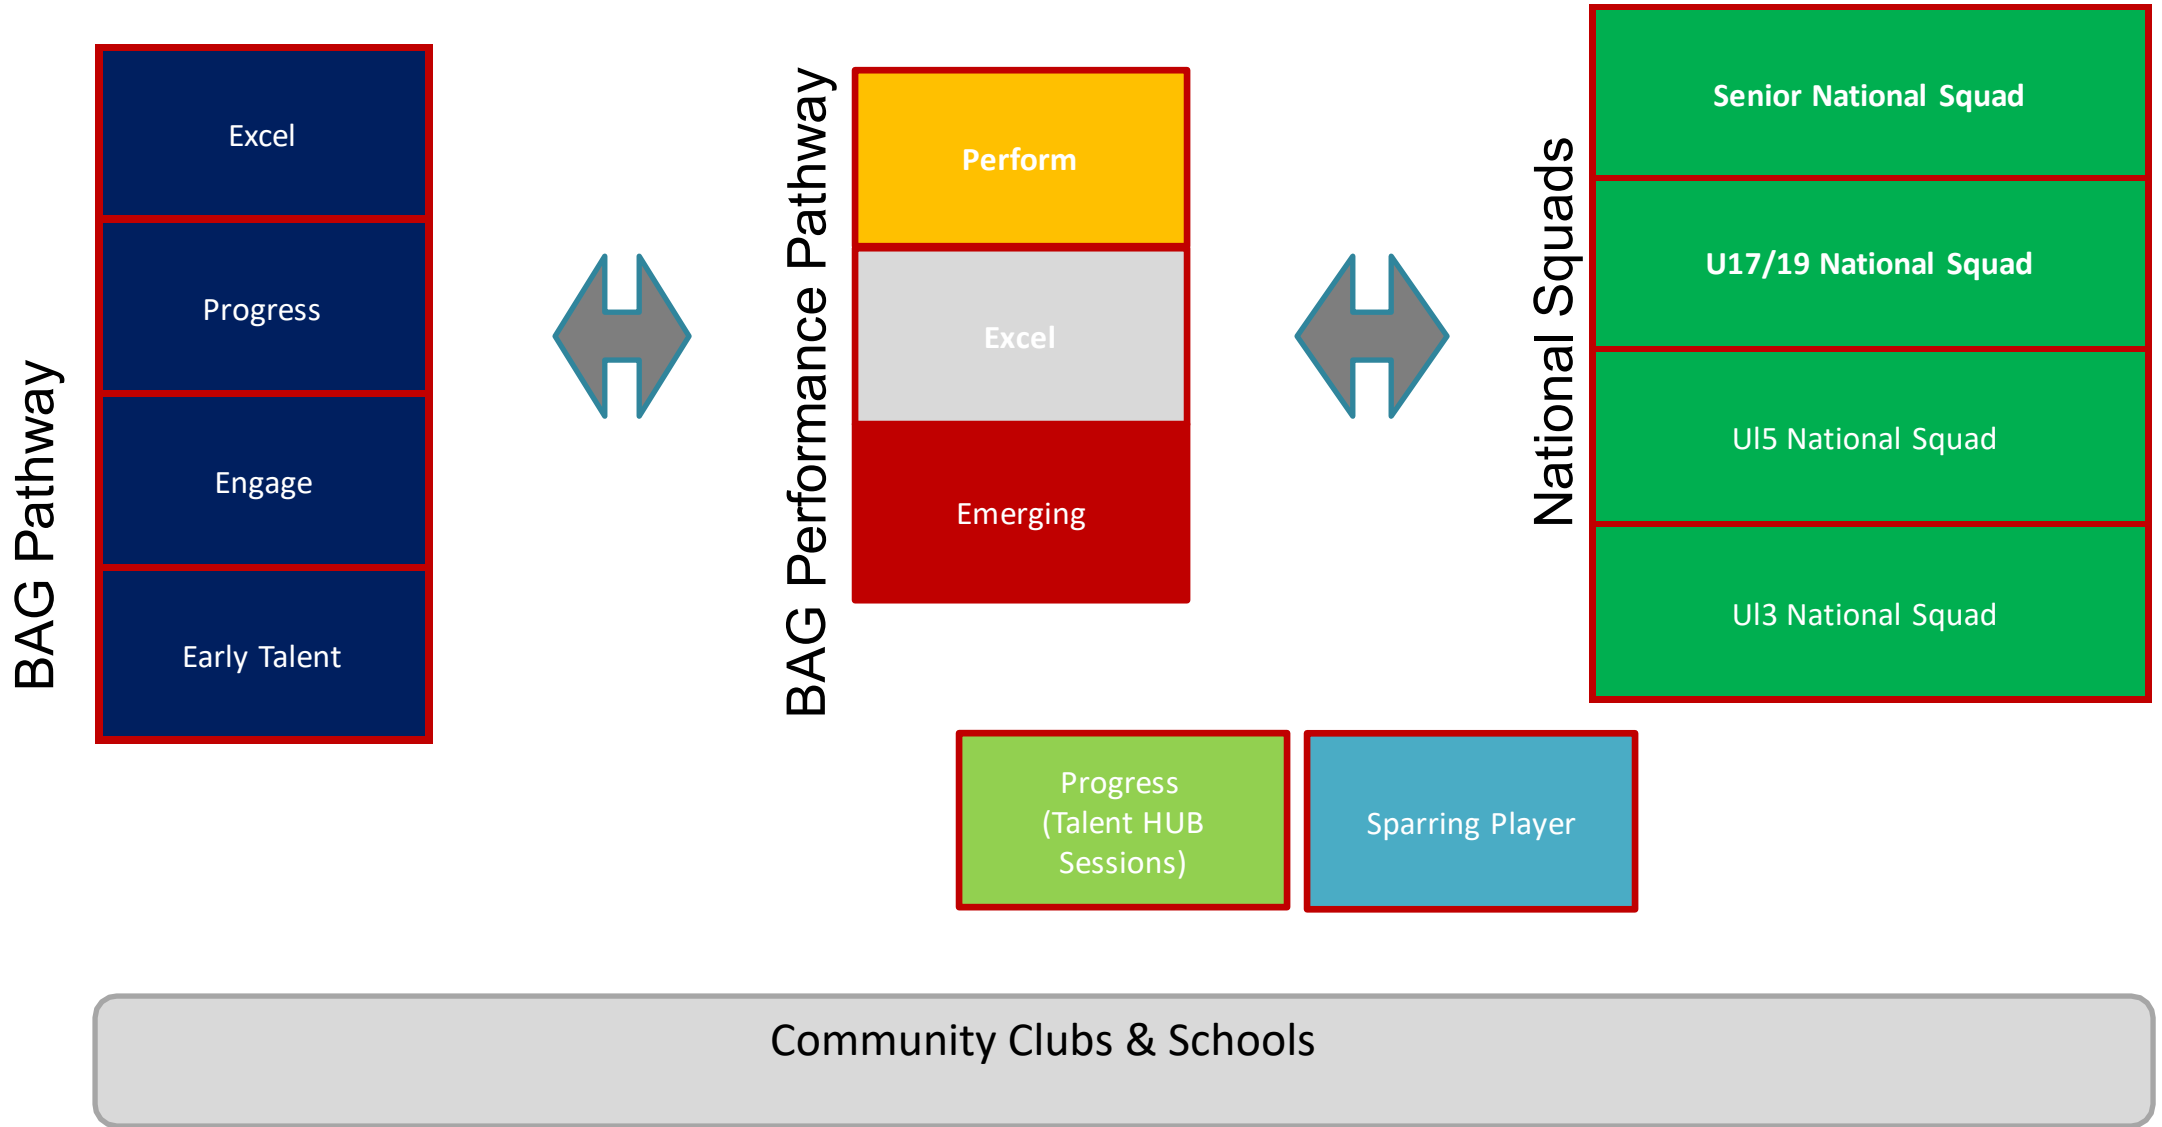 BAG Pathway
Excel
Progress
Engage
Early Talent
BAG Performance Pathway
Perform
Excel
Emerging
National Squads
Senior National Squad
U17/19 National Squad
Ul5 National Squad
Ul3 National Squad
Progress
(Talent HUB
Sessions)
Sparring Player
Community Clubs & Schools